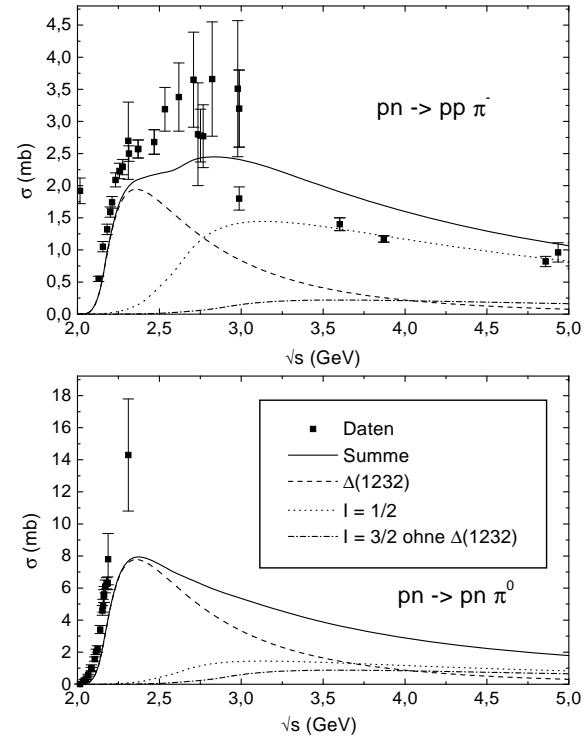 4,5
4,0
3,5
3,0
2,5
2,0
1,5
1,0
0,5
0,0
σ (mb)
pn -> pp π-
2,0 2,5 3,0 3,5 4,0 4,5 5,0
√s (GeV)
18
16
14
12
10
8
6
4
2
0
σ (mb)
Daten
Summe
Δ(1232)
I = 1/2
I = 3/2 ohne Δ(1232)
pn -> pn π0
2,0 2,5 3,0 3,5 4,0 4,5 5,0
√s (GeV)